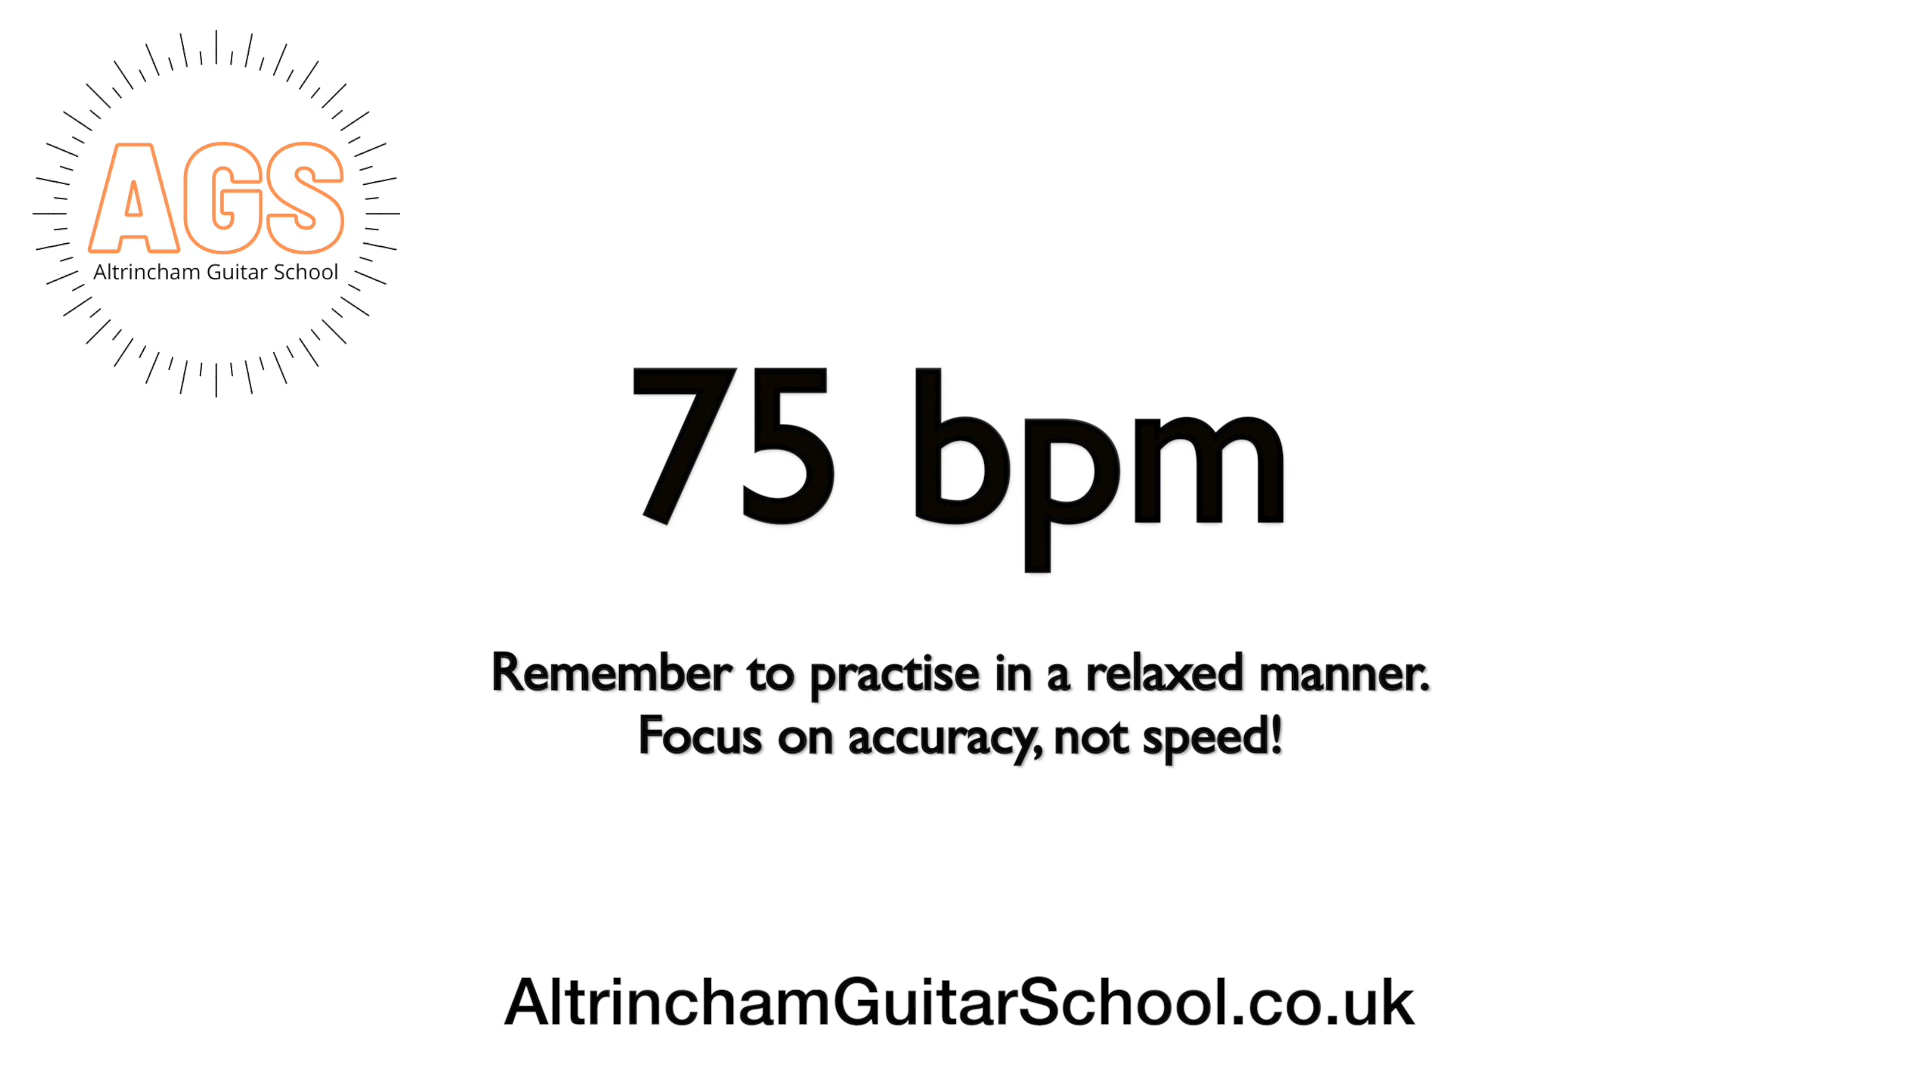 AGS
Altrincham Guitar School
75 bpm
Remember to practise in a relaxed manner.
Focus on accuracy, not speed!
AltrinchamGuitarSchool.co.uk